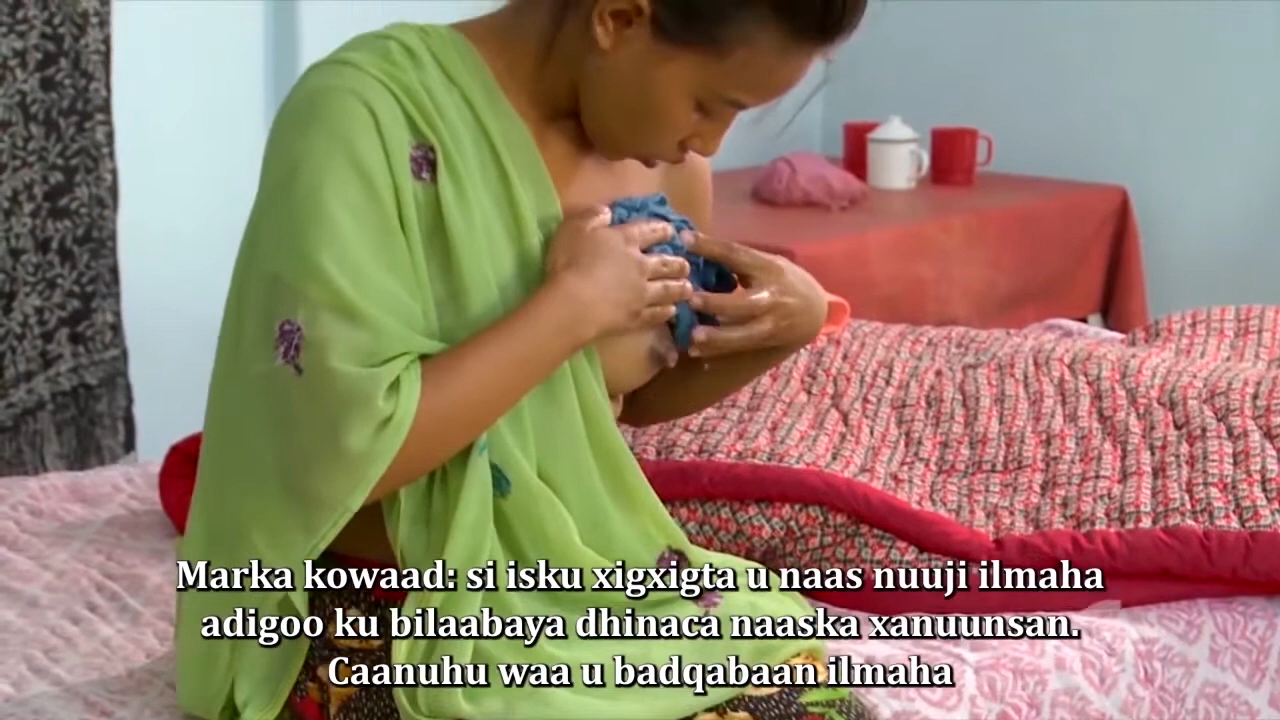 Marka kowaad: si isku xigxigta u naas nuuji ilmaha
adigoo ku bilaabaya dhinaca naaska xanuunsan.
Caanuhu waa u badqabaan ilmaha